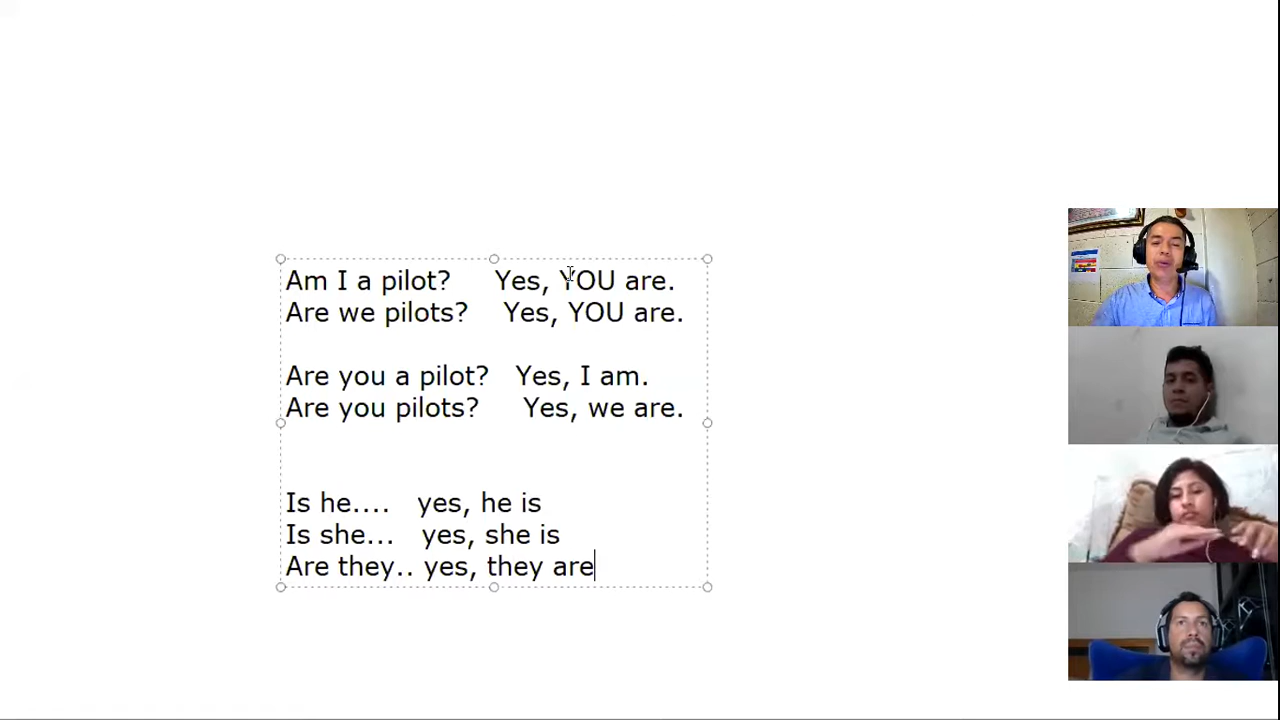 Am I a pilot? Yes, YOU are.
Are we pilots? Yes, YOU are.
Are you a pilot? Yes, I am.
Are you pilots? Yes, we are.
Is he.... yes, he is
Is she... yes, she is
Are they.. yes, they are